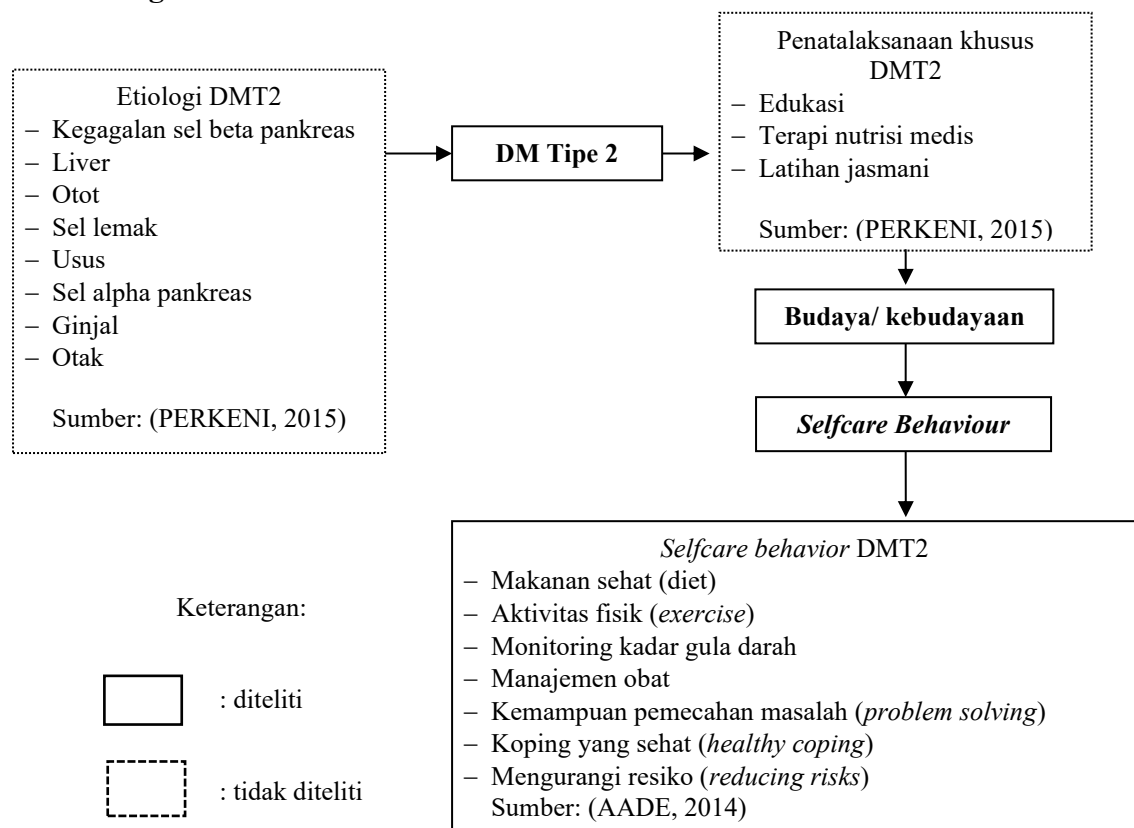 Etiologi DMT2
– Kegagalan sel beta pankreas
– Liver
– Otot
– Sel lemak
– Usus
– Sel alpha pankreas
– Ginjal
– Otak
Sumber: (PERKENI, 2015)
DM Tipe 2
Penatalaksanaan khusus
DMT2
– Edukasi
– Terapi nutrisi medis
– Latihan jasmani
Sumber: (PERKENI, 2015)
Budaya/ kebudayaan
Selfcare Behaviour
Selfcare behavior DMT2
– Makanan sehat (diet)
– Aktivitas fisik (exercise)
– Monitoring kadar gula darah
– Manajemen obat
– Kemampuan pemecahan masalah (problem solving)
– Koping yang sehat (healthy coping)
– Mengurangi resiko (reducing risks)
Sumber: (AADE, 2014)
Keterangan:
: diteliti
: tidak diteliti